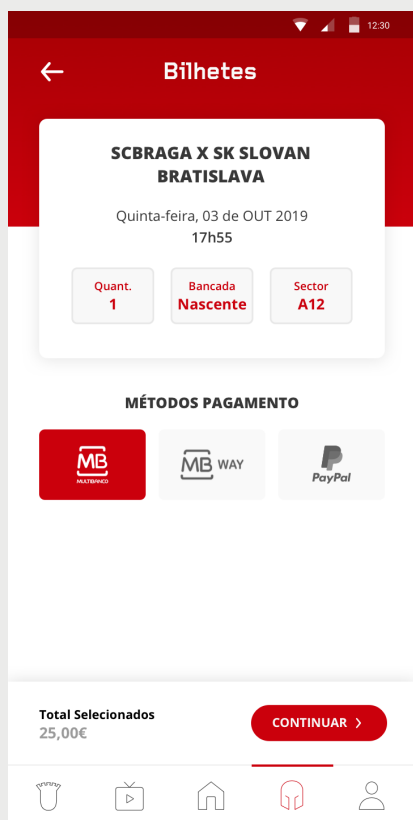 12:30
Bilhetes
SCBRAGA X SK SLOVAN
BRATISLAVA
Quinta-feira, 03 de OUT 2019
17h55
Quant. Bancada Sector
1 Nascente A12
MÉTODOS PAGAMENTO
MB MB WAY PayPal
MULTIBANCO
Total Selecionados
25,00€
CONTINUAR